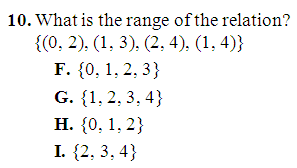 10. What is the range of the relation?
{(0, 2), (1, 3), (2, 4), (1, 4)}
F. {0, 1, 2, 3}
G. {1, 2, 3, 4}
H. {0, 1, 2}
I. {2, 3, 4}